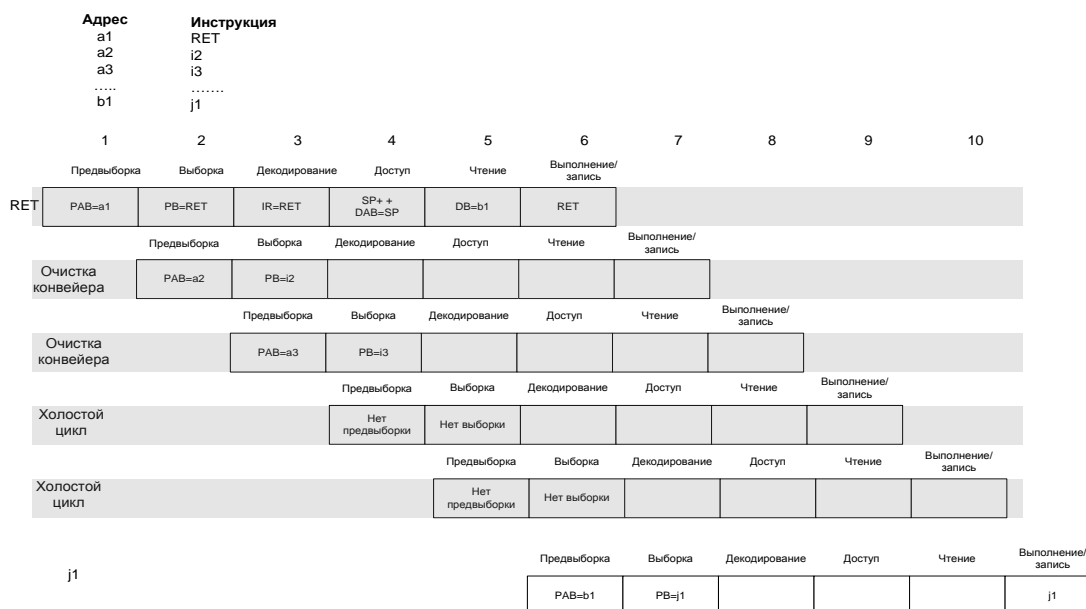 Адрес Инструкция
a1 RET
a2 i2
a3 i3
….. …….
b1 j1
1 2 3 4 5 6 7 8 9 10
Предвыборка Выборка Декодирование Доступ Чтение Выполнение/
запись
RET PAB=a1 PB=RET IR=RET SP+ + DB=b1 RET
DAB=SP
Предвыборка Выборка Декодирование Доступ Чтение Выполнение/
запись
Очистка
конвейера PAB=a2 PB=i2
Предвыборка Выборка Декодирование Доступ Чтение Выполнение/
запись
Очистка
конвейера PAB=a3 PB=i3
Предвыборка Выборка Декодирование Доступ Чтение Выполнение/
запись
Холостой Нет
цикл предвыборки Нет выборки
Предвыборка Выборка Декодирование Доступ Чтение Выполнение/
запись
Холостой Нет
цикл предвыборки Нет выборки
Предвыборка Выборка Декодирование Доступ Чтение Выполнение/
запись
j1 PAB=b1 PB=j1 j1